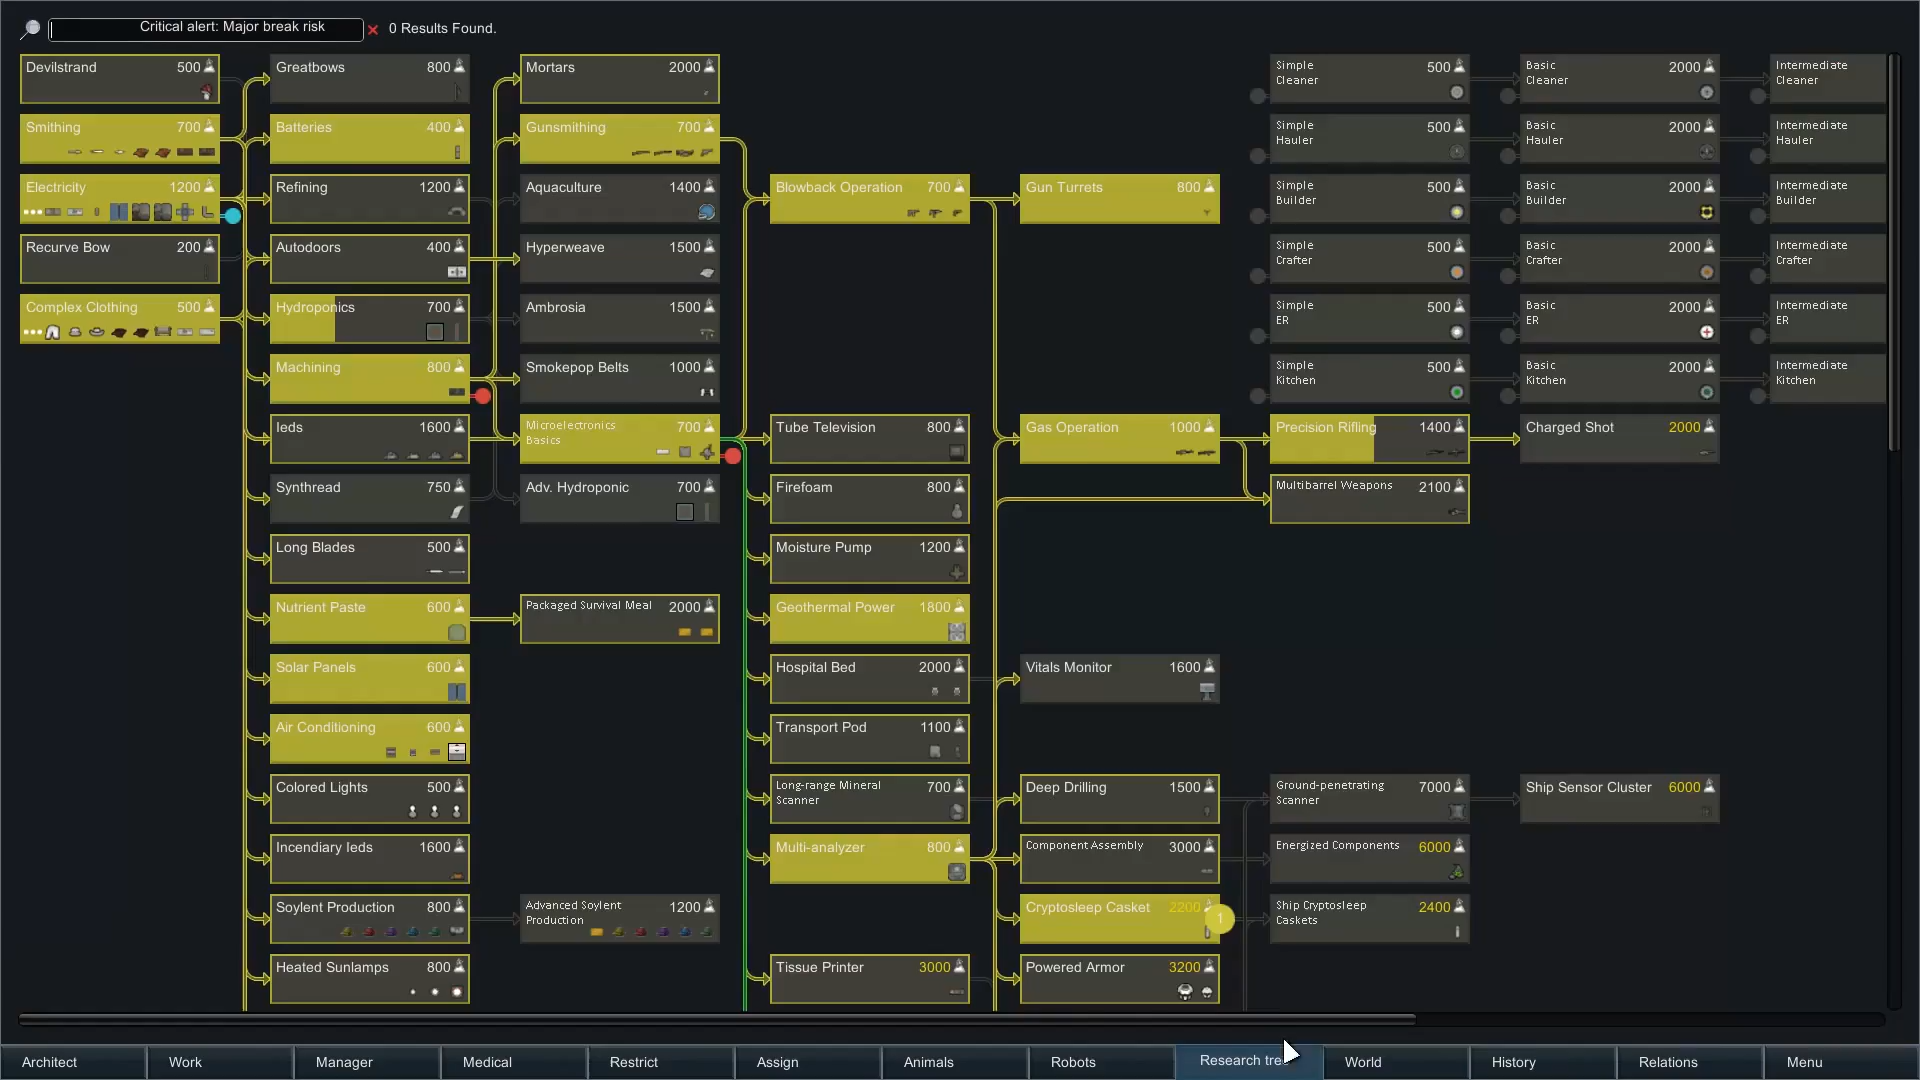 Critical alert: Major break risk
0 Results Found.
Devilstrand 500
Greatbows 800
Mortars 2000
Simple Cleaner 500
Basic Cleaner 2000
Intermediate Cleaner
Smithing 700
Batteries 400
Gunsmithing 700
Simple Hauler 500
Basic Hauler 2000
Intermediate Hauler
Electricity 1200
Refining 1200
Aquaculture 1400
Blowback Operation 700
Gun Turrets 800
Simple Builder 500
Basic Builder 2000
Intermediate Builder
Recurve Bow 200
Autodoors 400
Hyperweave 1500
Simple Crafter 500
Basic Crafter 2000
Intermediate Crafter
Complex Clothing 500
Hydroponics 700
Ambrosia 1500
Simple ER 500
Basic ER 2000
Intermediate ER
Machining 800
Smokepop Belts 1000
Simple Kitchen 500
Basic Kitchen 2000
Intermediate Kitchen
Ieds 1600
Microelectronics Basics 700
Tube Television 800
Gas Operation 1000
Precision Rifling 1400
Charged Shot 2000
Synthread 750
Adv. Hydroponic 700
Firefoam 800
Multibarrel Weapons 2100
Long Blades 500
Moisture Pump 1200
Nutrient Paste 600
Packaged Survival Meal 2000
Geothermal Power 1800
Solar Panels 600
Hospital Bed 2000
Vitals Monitor 1600
Air Conditioning 600
Transport Pod 1100
Colored Lights 500
Long-range Mineral Scanner 700
Deep Drilling 1500
Ground-penetrating Scanner 7000
Ship Sensor Cluster 6000
Incendiary Ieds 1600
Multi-analyzer 800
Component Assembly 3000
Energized Components 6000
Soylent Production 800
Advanced Soylent Production 1200
Cryptosleep Casket 2200
1
Ship Cryptosleep Caskets 2400
Heated Sunlamps 800
Tissue Printer 3000
Powered Armor 3200
Architect
Work
Manager
Medical
Restrict
Assign
Animals
Robots
Research tree
World
History
Relations
Menu